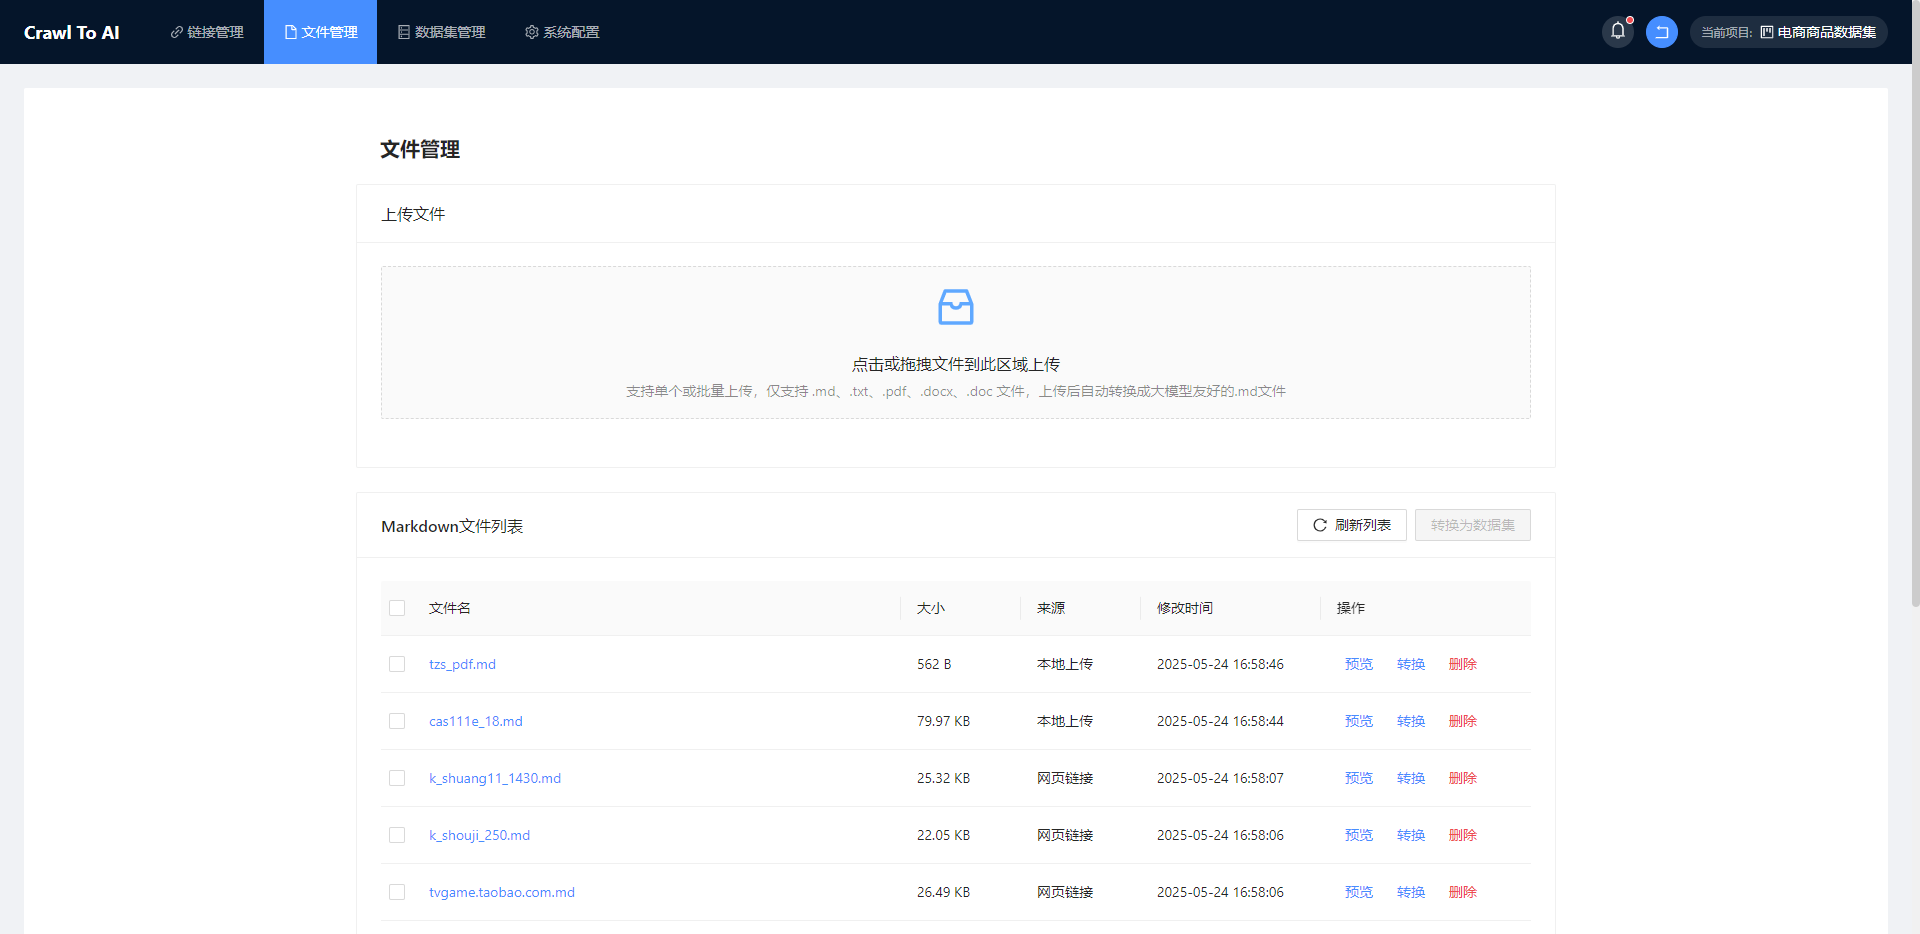 Crawl To AI 链接管理 文件管理 数据集管理 系统配置 当前项目: 电商商品数据集
文件管理
上传文件
点击或拖拽文件到此区域上传
支持单个或批量上传，仅支持 .md、.txt、.pdf、.docx、.doc 文件，上传后自动转换成大模型友好的.md文件
Markdown文件列表 刷新列表 转换为数据集
文件名 大小 来源 修改时间 操作
tzs_pdf.md 562 B 本地上传 2025-05-24 16:58:46 预览 转换 删除
cas111e_18.md 79.97 KB 本地上传 2025-05-24 16:58:44 预览 转换 删除
k_shuang11_1430.md 25.32 KB 网页链接 2025-05-24 16:58:07 预览 转换 删除
k_shouji_250.md 22.05 KB 网页链接 2025-05-24 16:58:06 预览 转换 删除
tvgame.taobao.com.md 26.49 KB 网页链接 2025-05-24 16:58:06 预览 转换 删除